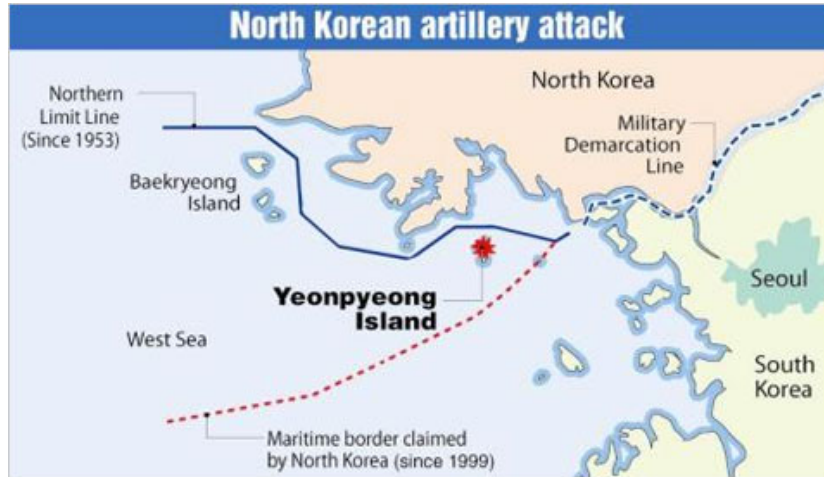 North Korean artillery attack
North Korea
Northern
Limit Line
(Since 1953)
Military
Demarcation
Line
Baekryeong
Island
Seoul
Yeonpyeong
Island
West Sea
South
Korea
Maritime border claimed
by North Korea (since 1999)